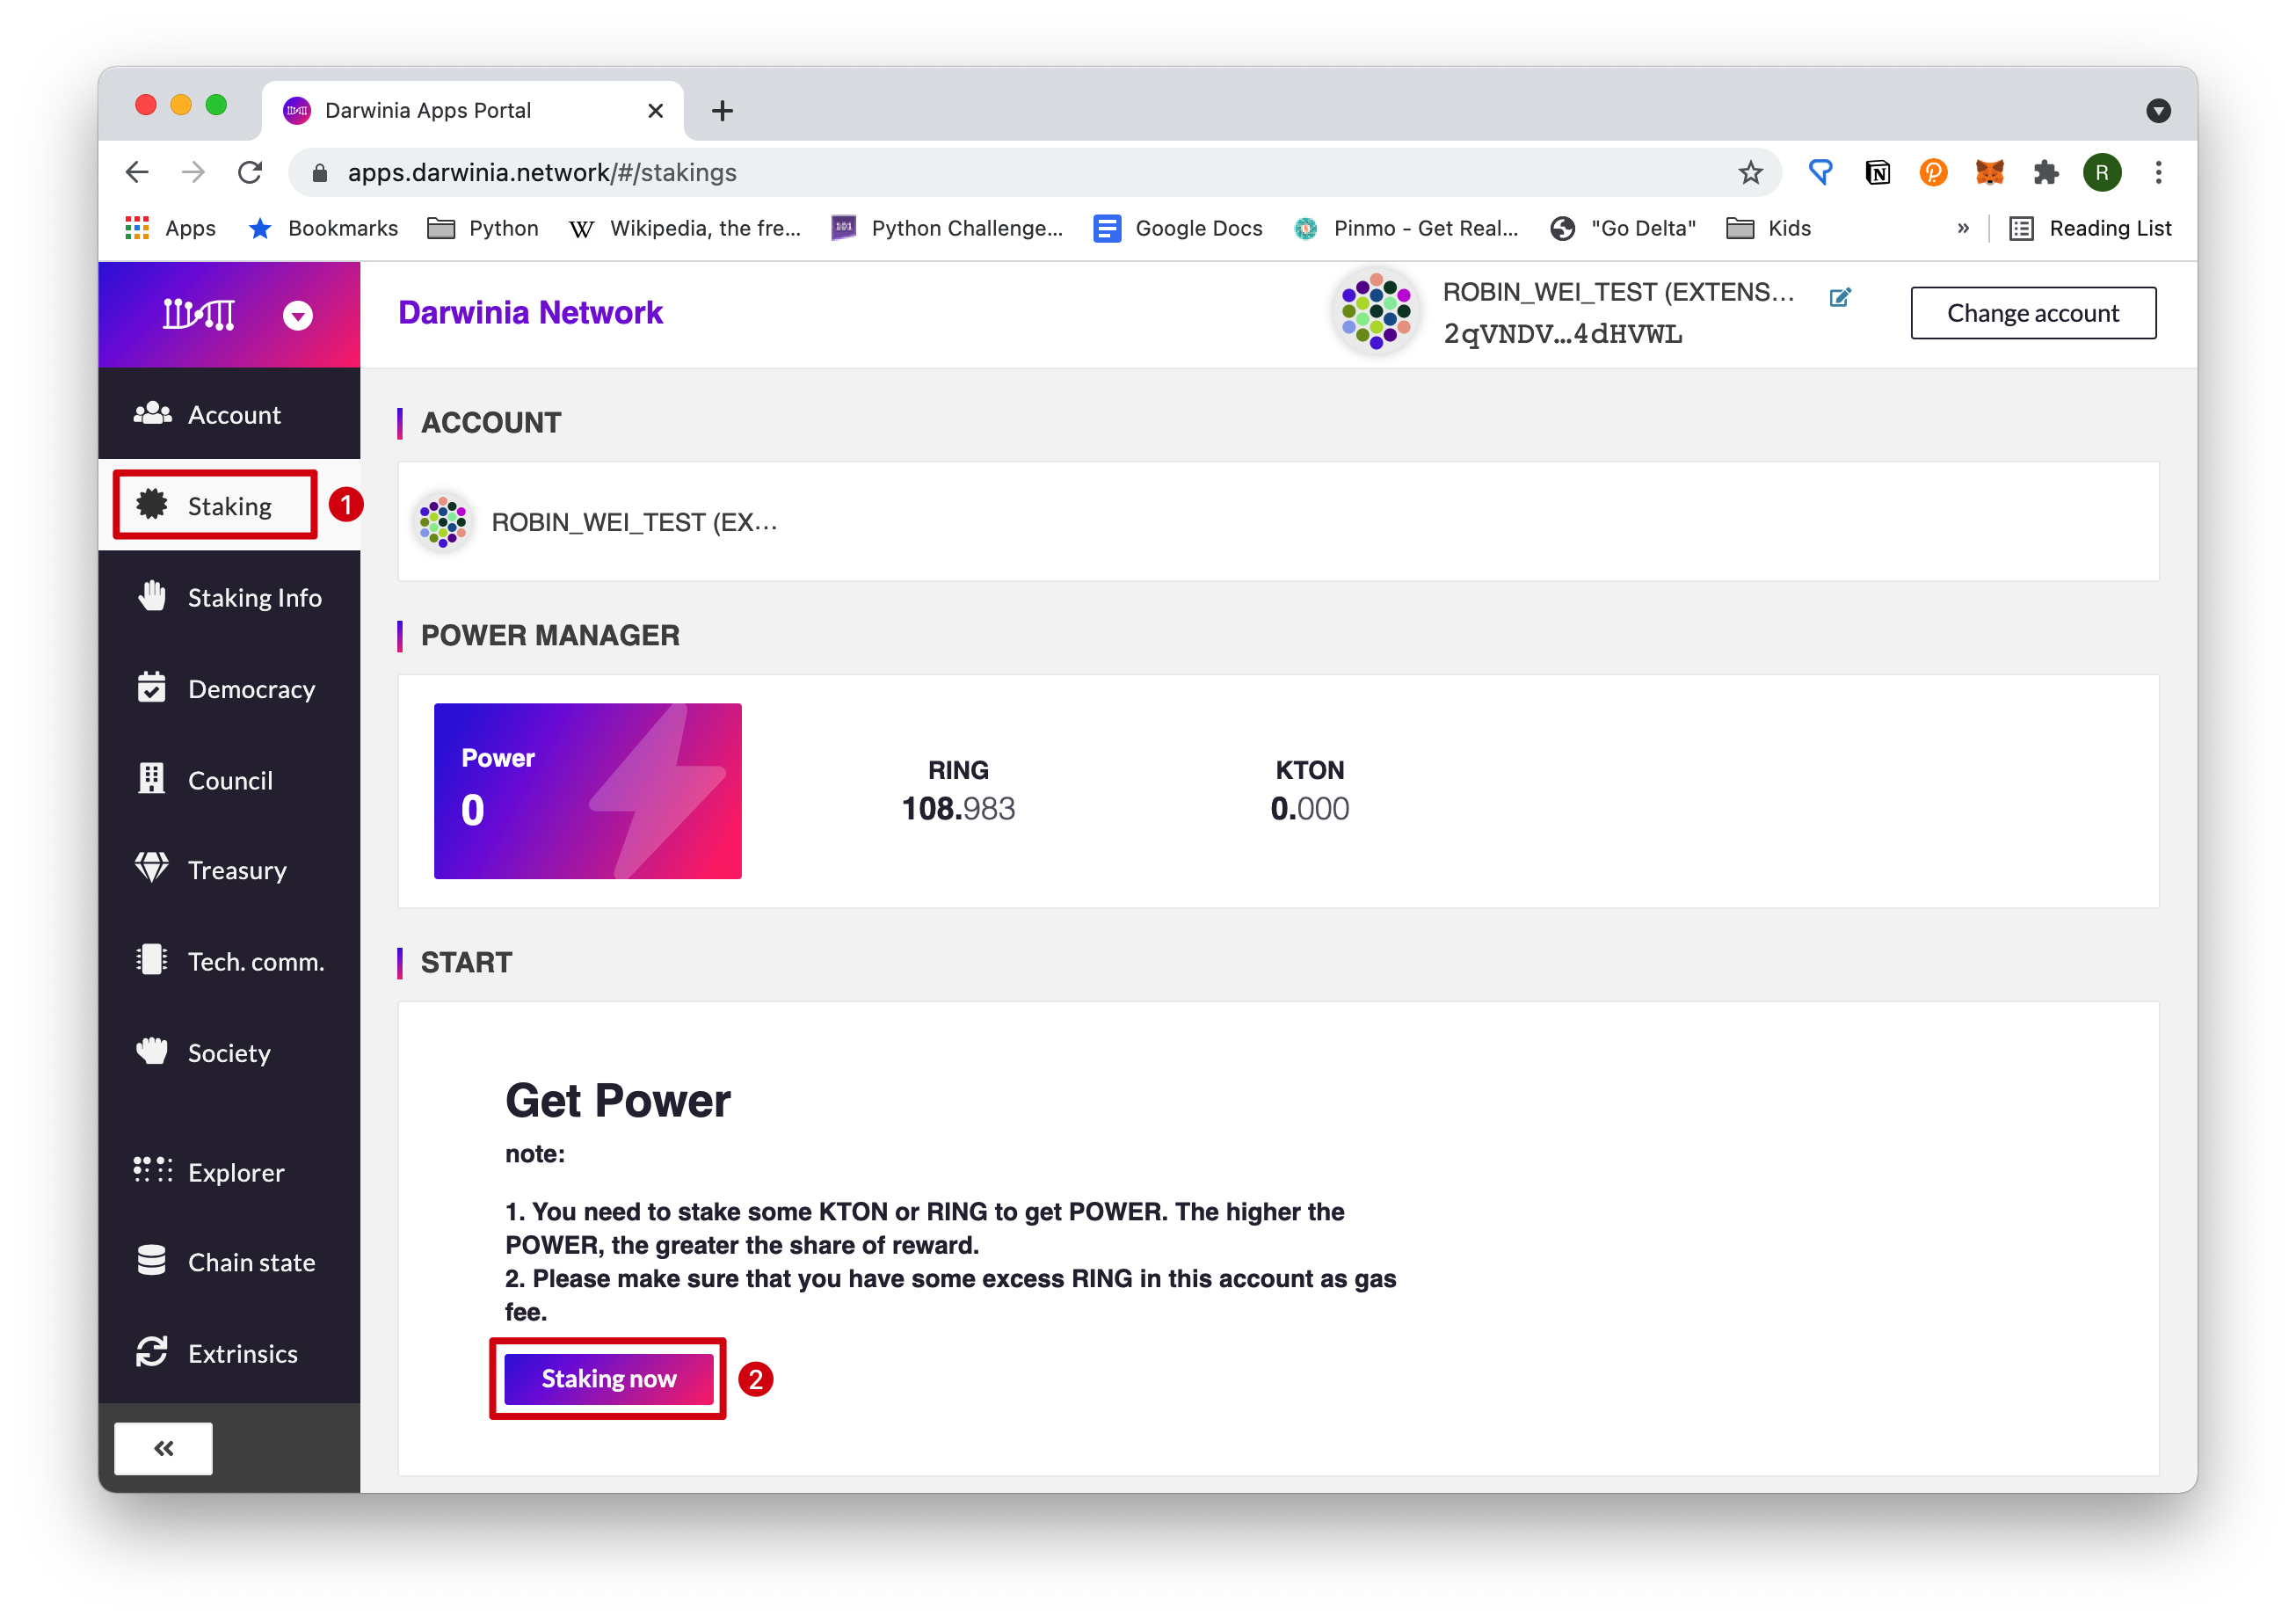 Darwinia Apps Portal
apps.darwinia.network/#/stakings
R
Apps
Bookmarks
Python
W
Wikipedia, the fre...
101
Python Challenge...
Google Docs
Pinmo - Get Real...
"Go Delta"
Kids
»
Reading List
Darwinia Network
ROBIN_WEI_TEST (EXTENS...
2qVNDV...4dHVWL
Change account
Account
Staking
1
Staking Info
Democracy
Council
Treasury
Tech. comm.
Society
Explorer
Chain state
Extrinsics
ACCOUNT
ROBIN_WEI_TEST (EX...
POWER MANAGER
Power
0
RING
108.983
KTON
0.000
START
Get Power
note:
1. You need to stake some KTON or RING to get POWER. The higher the
POWER, the greater the share of reward.
2. Please make sure that you have some excess RING in this account as gas
fee.
Staking now
2